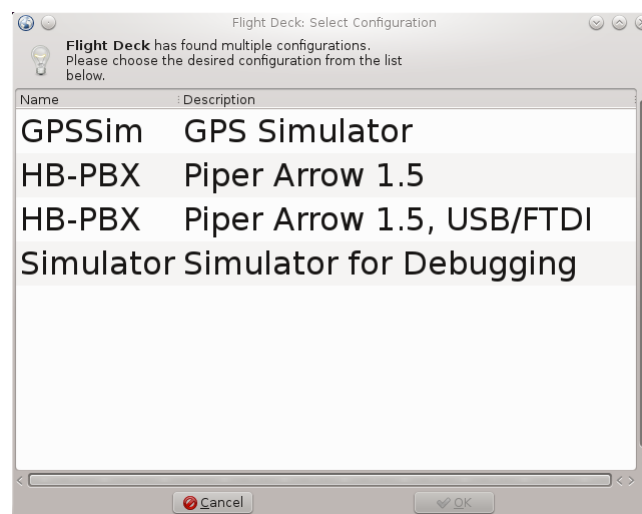 Flight Deck: Select Configuration
Flight Deck has found multiple configurations.
Please choose the desired configuration from the list
below.
Name Description
GPSSim GPS Simulator
HB-PBX Piper Arrow 1.5
HB-PBX Piper Arrow 1.5, USB/FTDI
Simulator Simulator for Debugging
Cancel OK